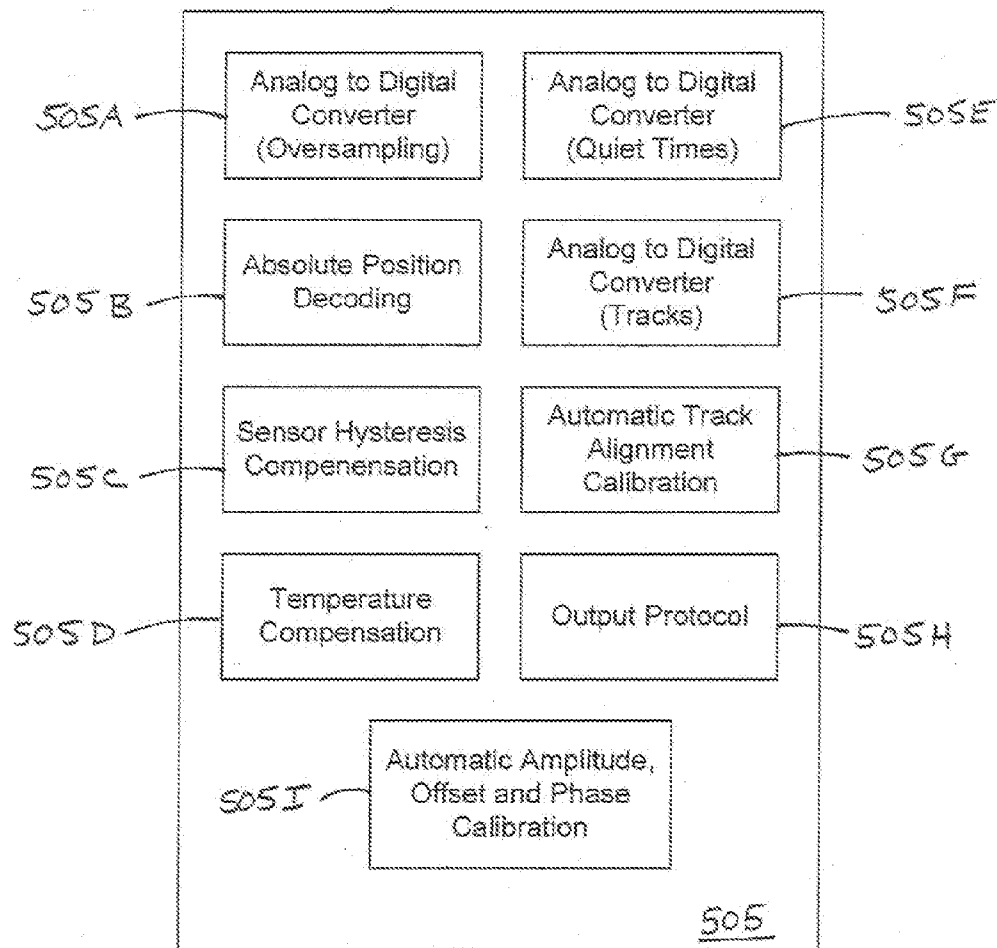 505A
Analog to Digital
Converter
(Oversampling)
Analog to Digital
Converter
(Quiet Times)
505E
505B
Absolute Position
Decoding
Analog to Digital
Converter
(Tracks)
505F
505C
Sensor Hysteresis
Compenensation
Automatic Track
Alignment
Calibration
505G
505D
Temperature
Compensation
Output Protocol
505H
505I
Automatic Amplitude,
Offset and Phase
Calibration
505